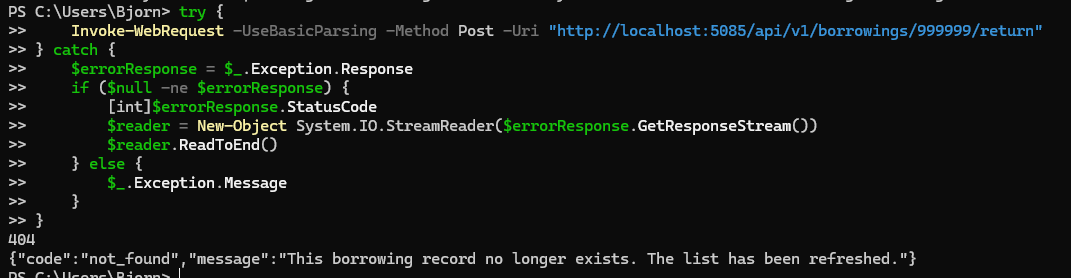 PS C:\Users\Bjorn> try {
>>     Invoke-WebRequest -UseBasicParsing -Method Post -Uri "http://localhost:5085/api/v1/borrowings/999999/return"
>> } catch {
>>     $errorResponse = $_.Exception.Response
>>     if ($null -ne $errorResponse) {
>>         [int]$errorResponse.StatusCode
>>         $reader = New-Object System.IO.StreamReader($errorResponse.GetResponseStream())
>>         $reader.ReadToEnd()
>>     } else {
>>         $_.Exception.Message
>>     }
>> }
404
{"code":"not_found","message":"This borrowing record no longer exists. The list has been refreshed."}
PS C:\Users\Bjorn>